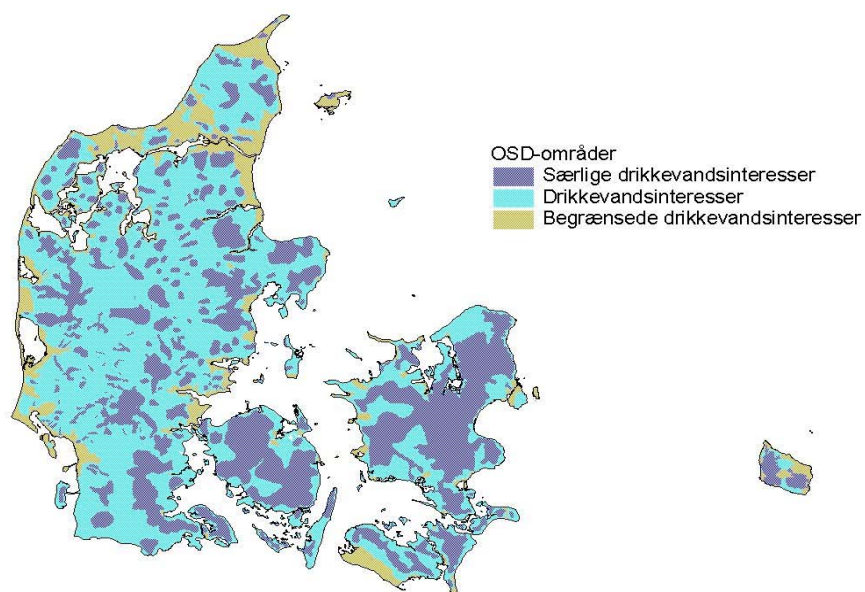 OSD-områder
Særlige drikkevandsinteresser
Drikkevandsinteresser
Begrænsede drikkevandsinteresser